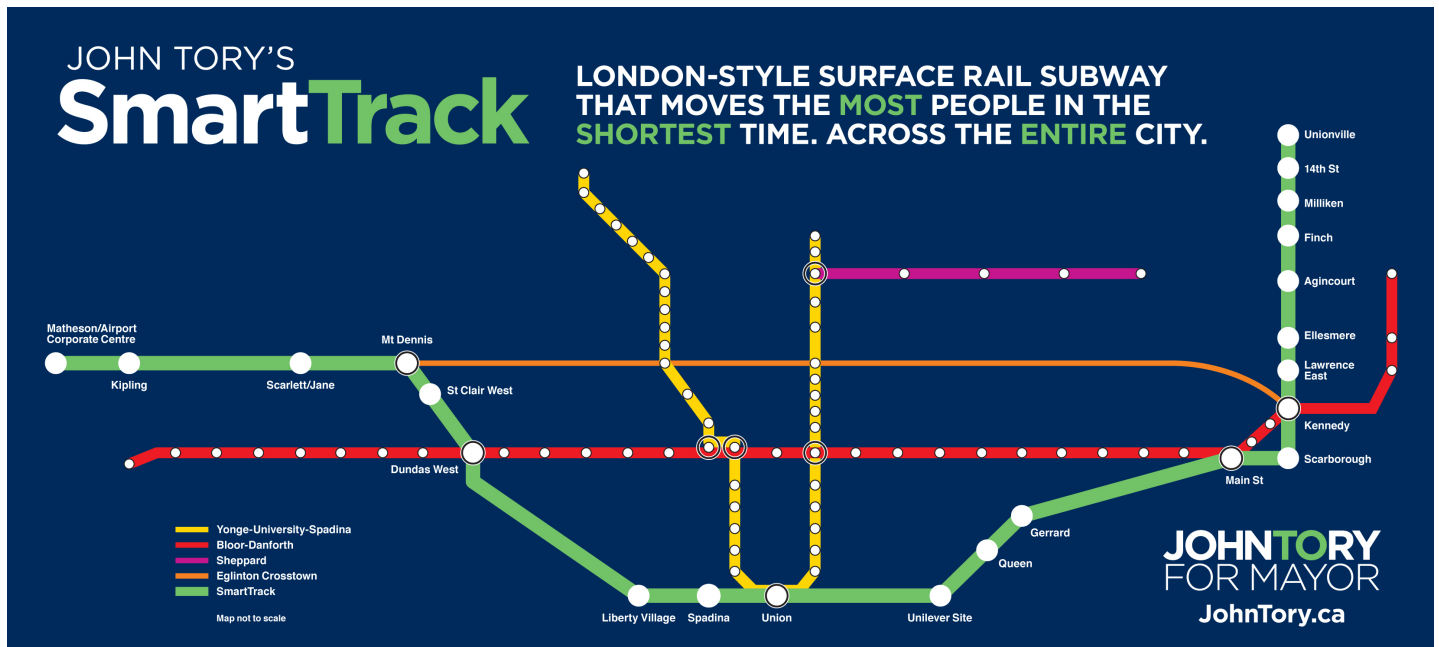 JOHN TORY'S
SmartTrack
LONDON-STYLE SURFACE RAIL SUBWAY
THAT MOVES THE MOST PEOPLE IN THE
SHORTEST TIME. ACROSS THE ENTIRE CITY.
Unionville
14th St
Milliken
Finch
Agincourt
Ellesmere
Lawrence
East
Kennedy
Scarborough
Main St
Matheson/Airport
Corporate Centre
Kipling
Scarlett/Jane
Mt Dennis
St Clair West
Dundas West
Gerrard
Queen
Liberty Village
Spadina
Union
Unilever Site
Yonge-University-Spadina
Bloor-Danforth
Sheppard
Eglinton Crosstown
SmartTrack
Map not to scale
JOHNTORY
FOR MAYOR
JohnTory.ca